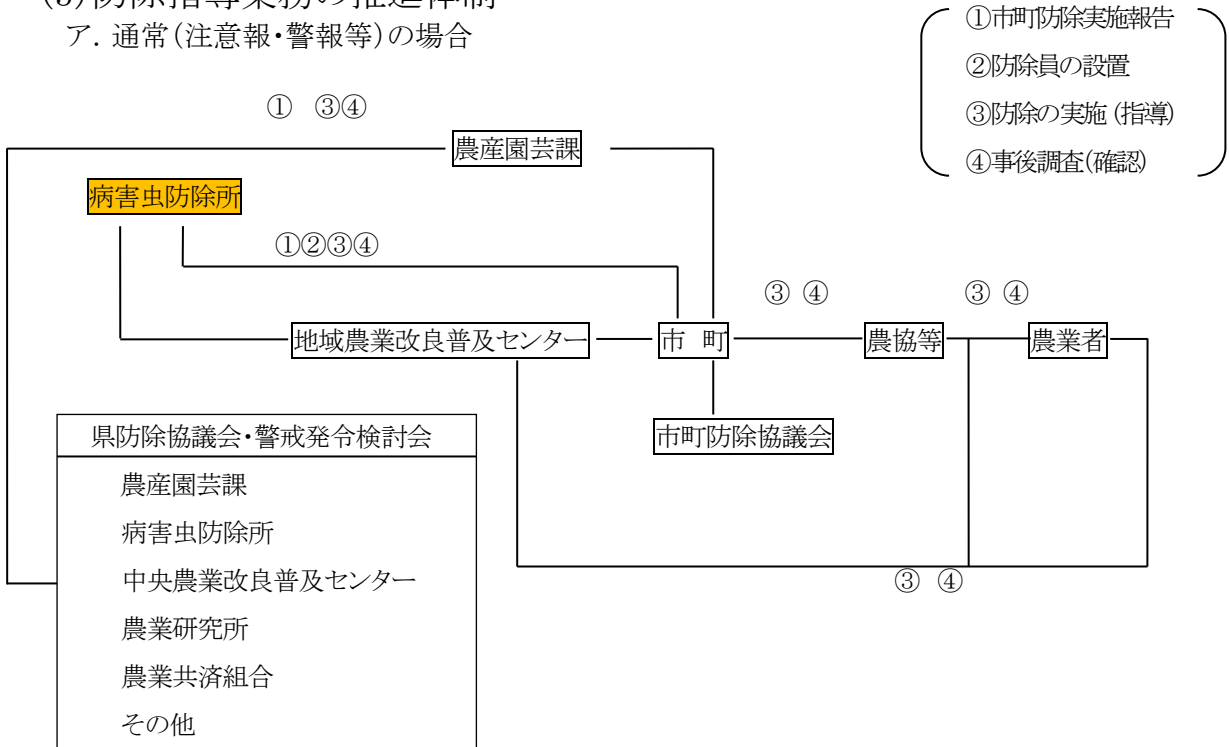 (3)防除指導業務の推進体制
ア．通常(注意報・警報等)の場合
①市町防除実施報告
②防除員の設置
③防除の実施(指導)
④事後調査(確認)
① ③④
農産園芸課
病害虫防除所
①②③④
③ ④
③ ④
地域農業改良普及センター
市 町
農協等
農業者
市町防除協議会
県防除協議会・警戒発令検討会
農産園芸課
病害虫防除所
中央農業改良普及センター
農業研究所
農業共済組合
その他
③ ④